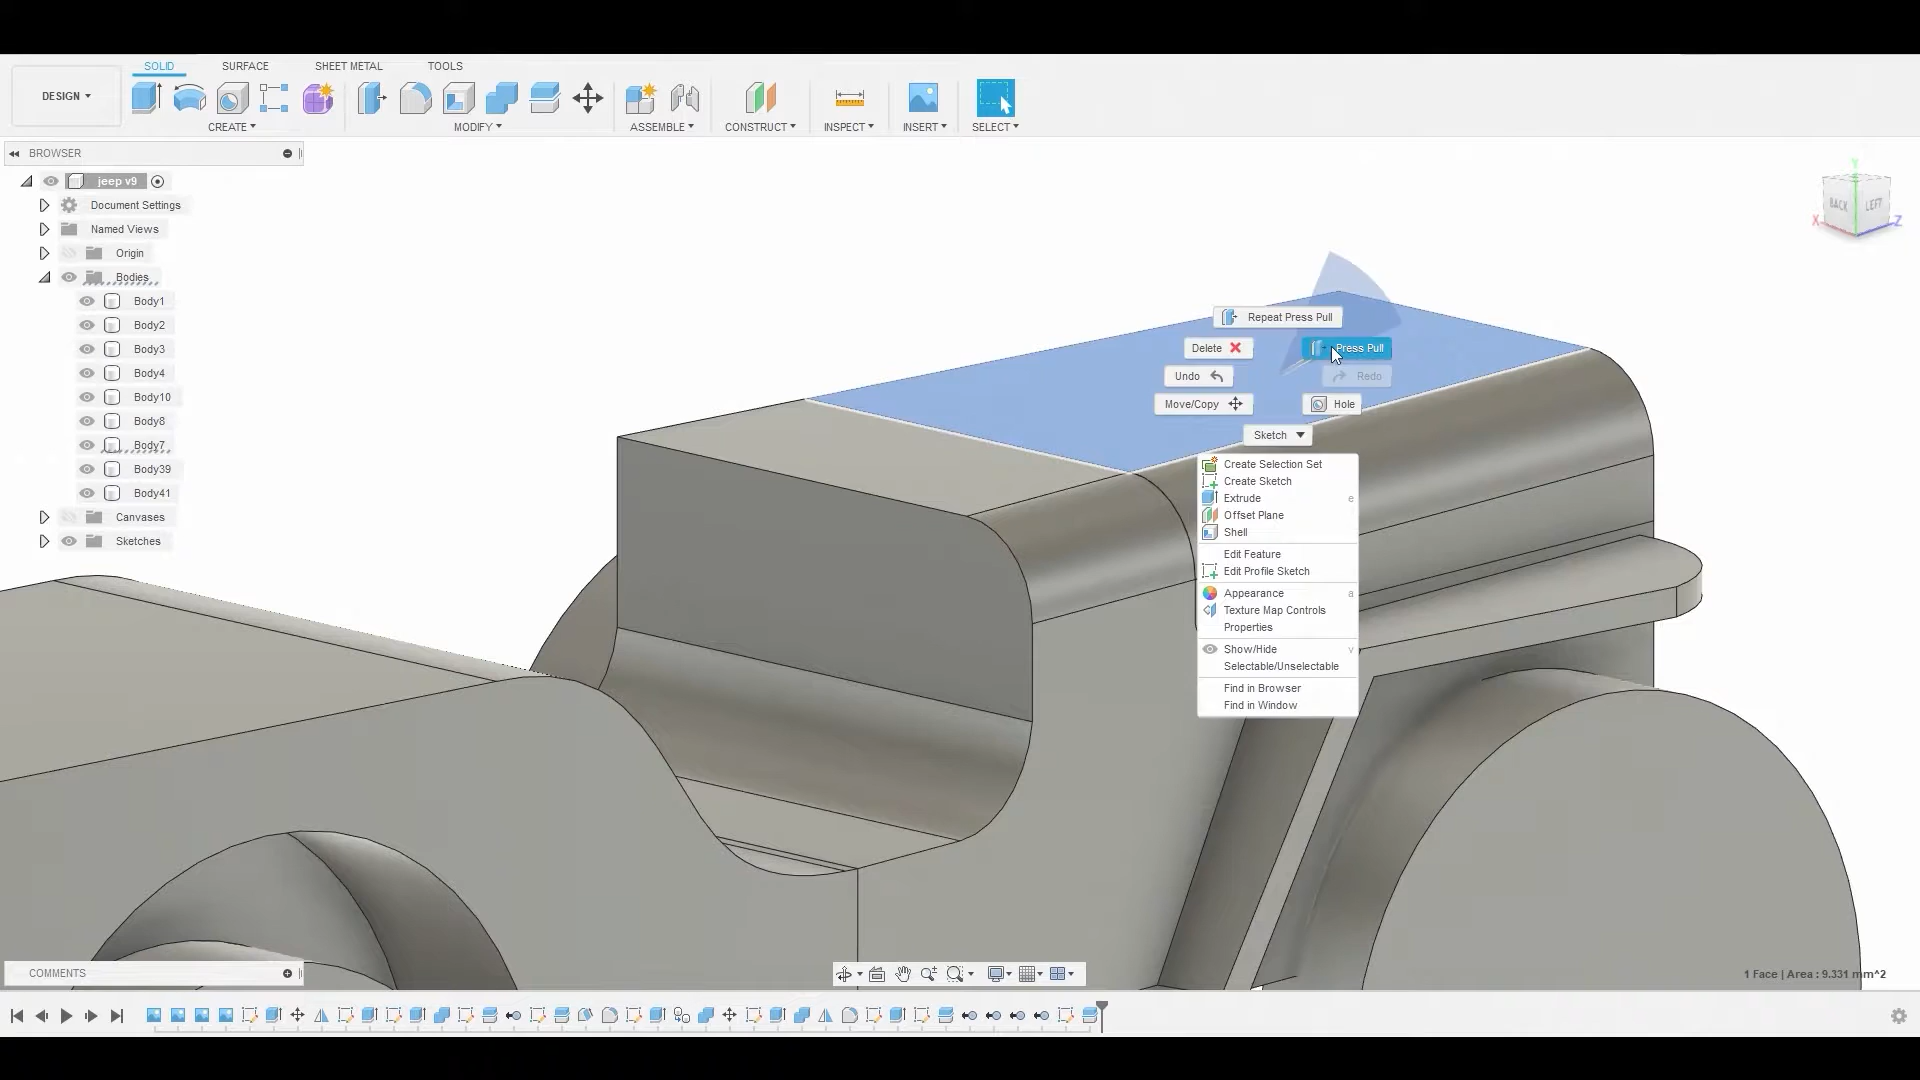 SOLID SURFACE SHEET METAL TOOLS
DESIGN
CREATE MODIFY ASSEMBLE CONSTRUCT INSPECT INSERT SELECT
BROWSER
jeep v9
Document Settings
Named Views
Origin
Bodies
Body1
Body2
Body3
Body4
Body10
Body8
Body7
Body39
Body41
Canvases
Sketches
Y
BACK LEFT
X Z
Repeat Press Pull
Delete Press Pull
Undo Redo
Move/Copy Hole
Sketch
Create Selection Set
Create Sketch
Extrude e
Offset Plane
Shell
Edit Feature
Edit Profile Sketch
Appearance a
Texture Map Controls
Properties
Show/Hide v
Selectable/Unselectable
Find in Browser
Find in Window
COMMENTS
1 Face | Area : 9.331 mm^2